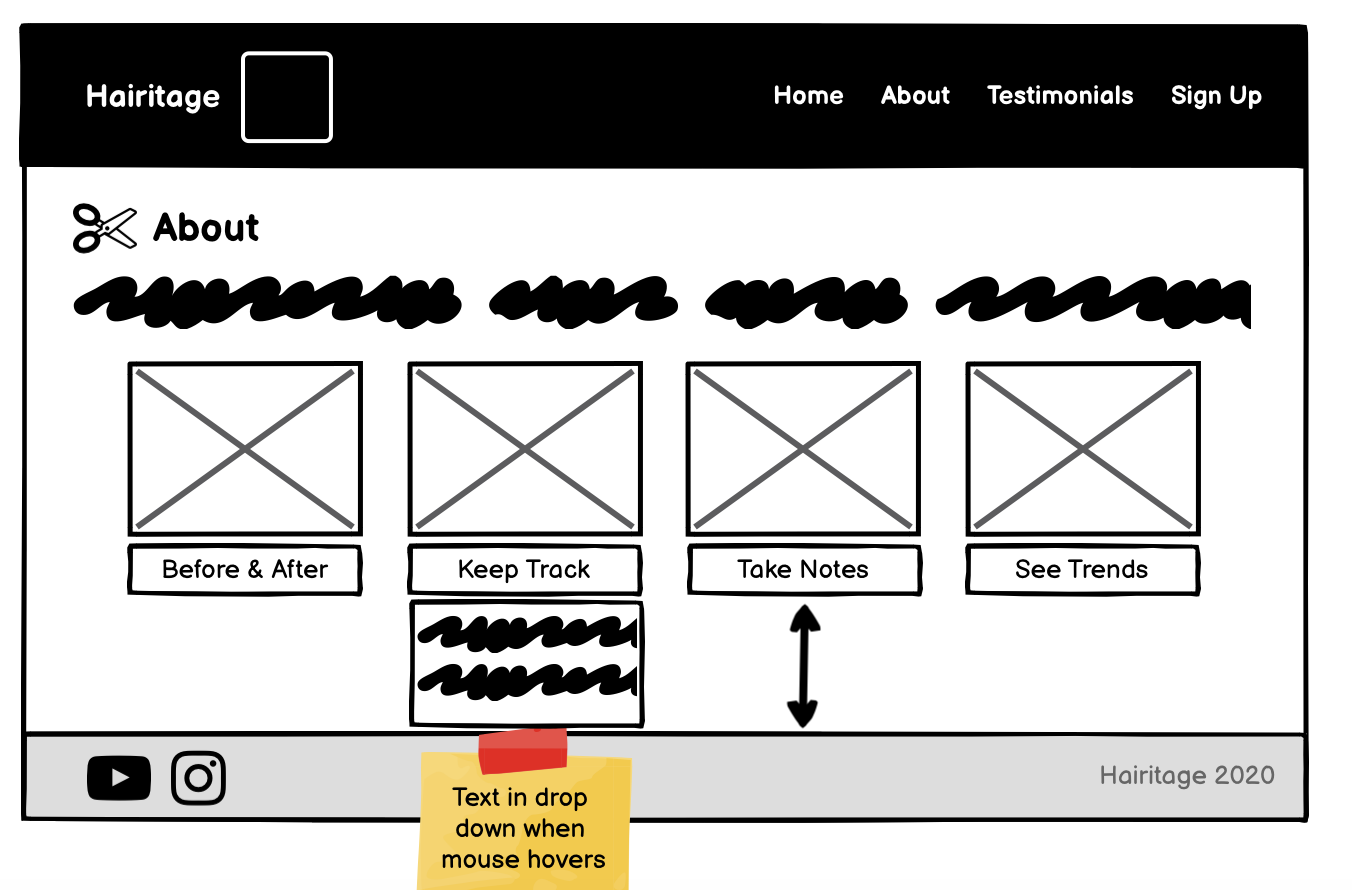 Hairitage
Home About Testimonials Sign Up
About
Before & After
Keep Track
Take Notes
See Trends
Hairitage 2020
Text in drop
down when
mouse hovers